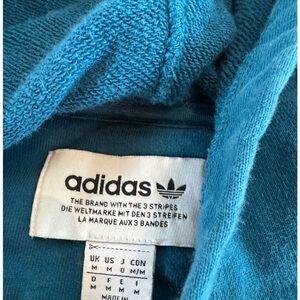 adidas
THE BRAND WITH THE 3 STRIPES
DIE WELTMARKE MIT DEN 3 STREIFEN
LA MARQUE AUX 3 BANDES
UK US J CDN
M M O M/M
D F E I
M M M M
MADE IN